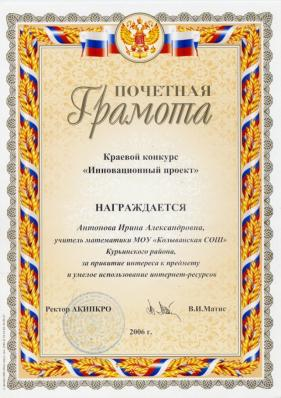 ПОЧЕТНАЯ
Грамота
Краевой конкурс
«Инновационный проект»
НАГРАЖДАЕТСЯ
Антонова Ирина Александровна,
учитель математики МОУ «Колыванская СОШ»
Курьинского района,
за привитие интереса к предмету
и умелое использование интернет-ресурсов
Ректор АКИПКРО В.Н.Матис
2006 г.